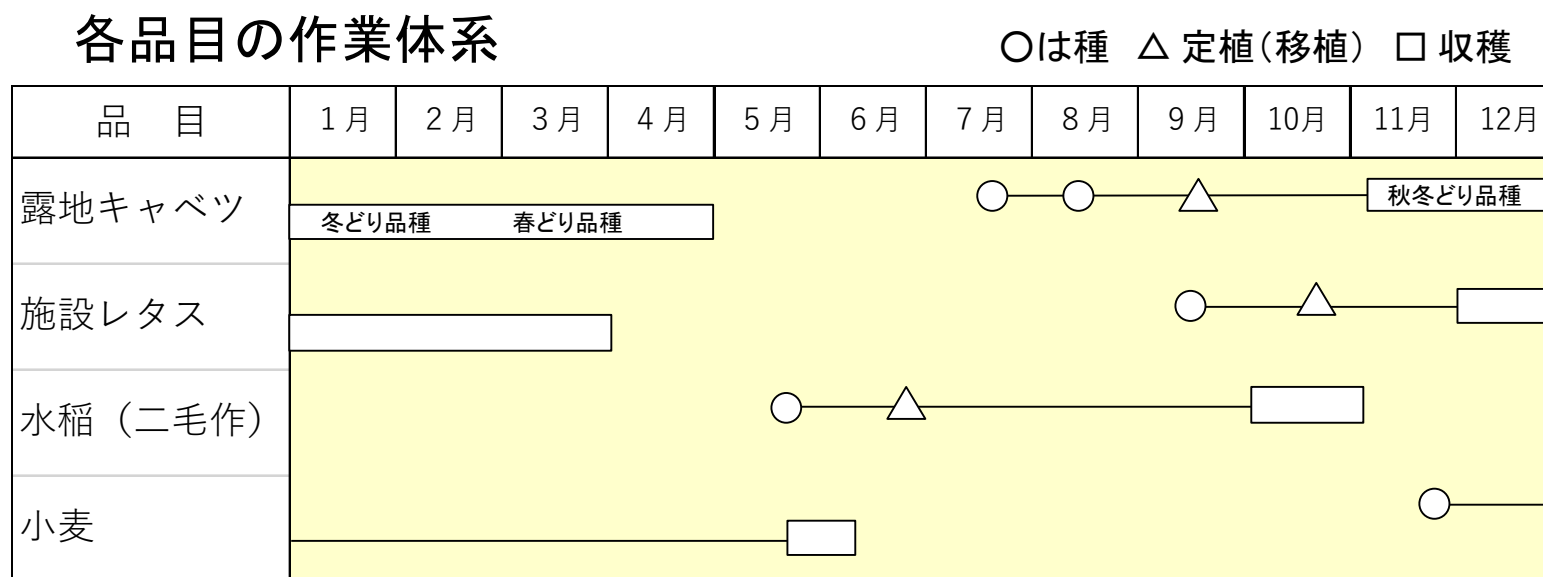 各品目の作業体系
○は種 △ 定植(移植) □ 収穫
品 目 1月 2月 3月 4月 5月 6月 7月 8月 9月 10月 11月 12月
露地キャベツ
秋冬どり品種
冬どり品種 春どり品種
施設レタス
水稲（二毛作）
小麦